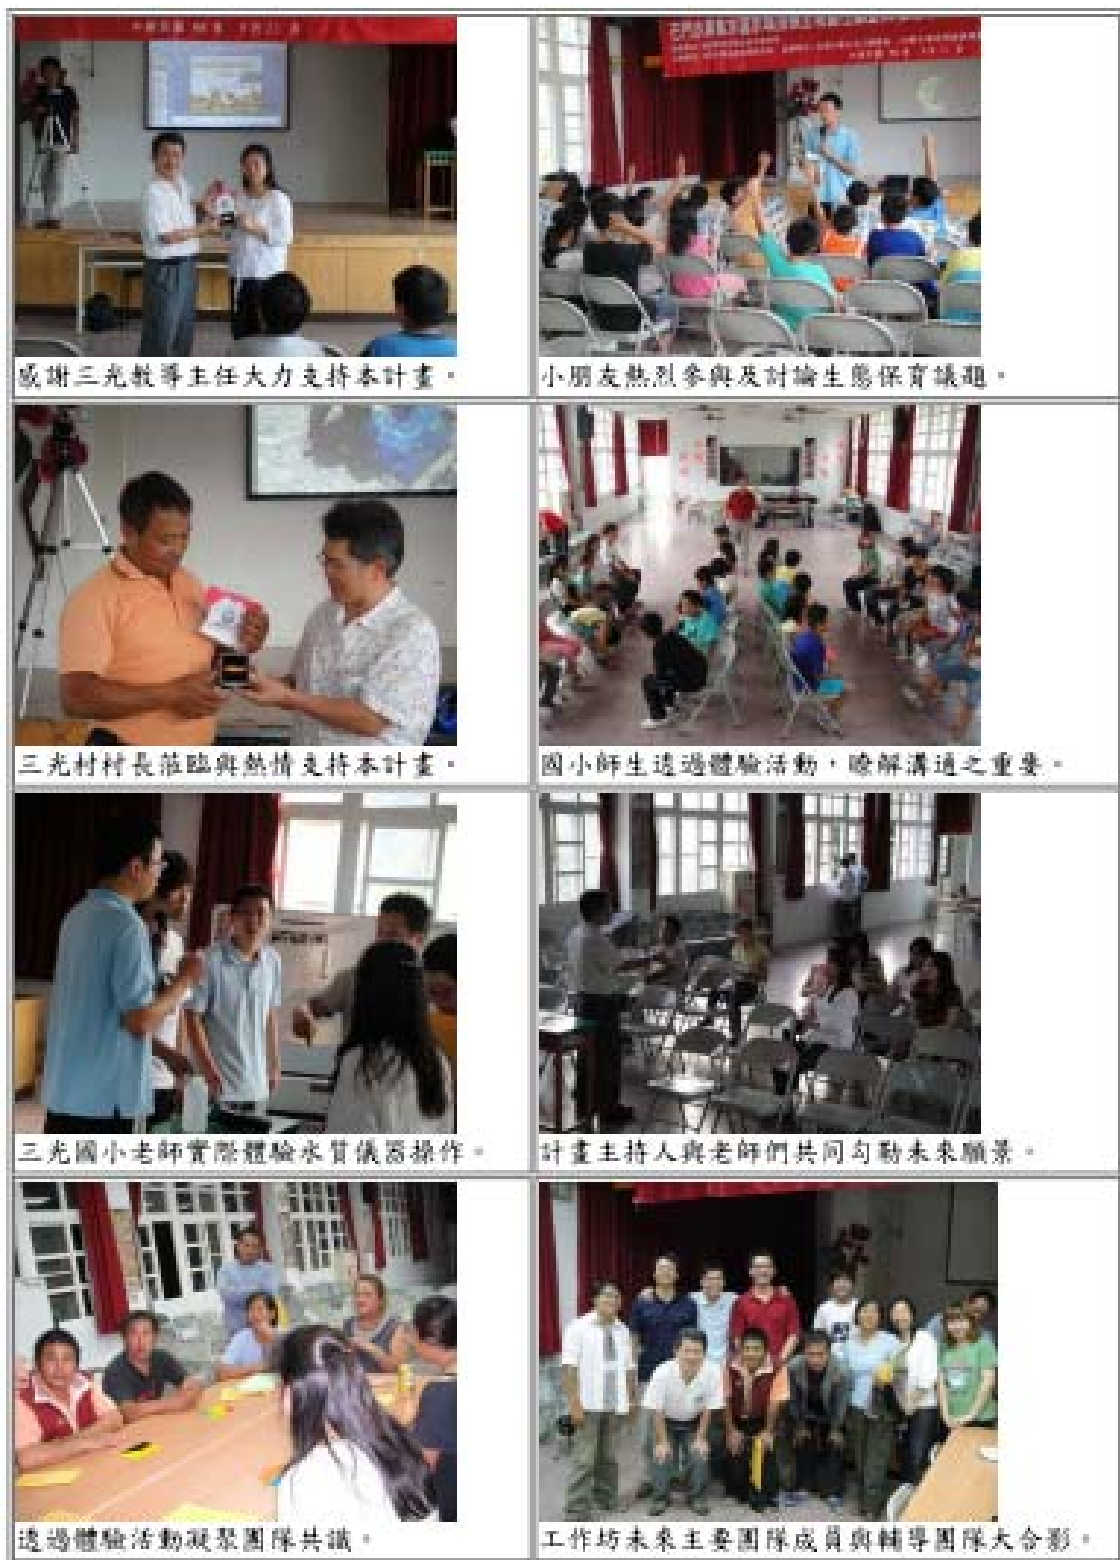 感謝三光教導主任大力支持本計畫。
小朋友熱烈參與及討論生態保育議題。
三光村村長蒞臨與熱情支持本計畫。
國小師生透過體驗活動，瞭解溝通之重要。
三光國小老師實際體驗水質儀器操作。
計畫主持人與老師們共同勾勒未來願景。
透過體驗活動凝聚團隊共識。
工作坊未來主要團隊成員與輔導團隊大合影。